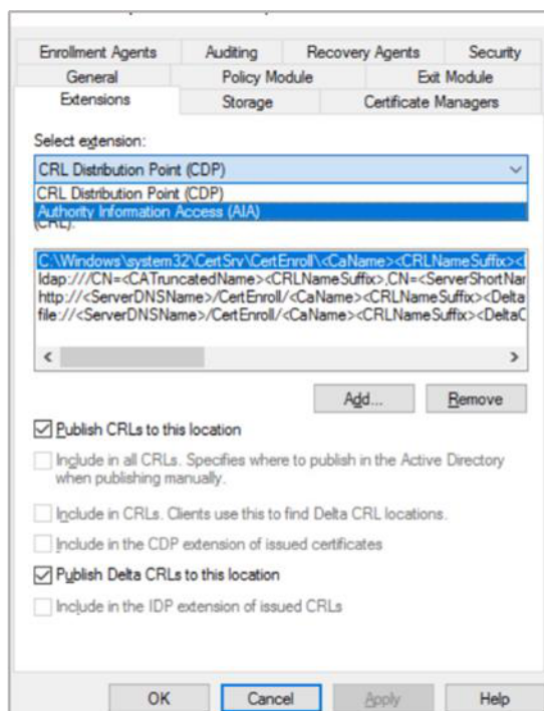 Enrollment Agents Auditing Recovery Agents Security
General Policy Module Exit Module
Extensions Storage Certificate Managers
Select extension:
CRL Distribution Point (CDP)
CRL Distribution Point (CDP)
Authority Information Access (AIA)
(CRL).
C:\Windows\system32\CertSrv\CertEnroll\<CaName><CRLNameSuffix><
ldap:///CN=<CATruncatedName><CRLNameSuffix>,CN=<ServerShortNar
http://<ServerDNSName>/CertEnroll/<CaName><CRLNameSuffix><Delta
file://<ServerDNSName>/CertEnroll/<CaName><CRLNameSuffix><DeltaC
Add... Remove
Publish CRLs to this location
Include in all CRLs. Specifies where to publish in the Active Directory
when publishing manually.
Include in CRLs. Clients use this to find Delta CRL locations.
Include in the CDP extension of issued certificates
Publish Delta CRLs to this location
Include in the IDP extension of issued CRLs
OK Cancel Apply Help